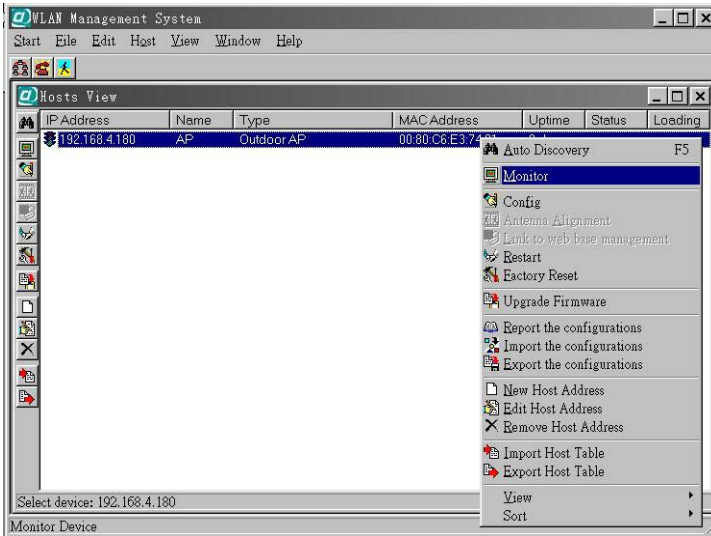 WLAN Management System
Start File Edit Host View Window Help
Hosts View
IP Address Name Type MAC Address Uptime Status Loading
192.168.4.180 AP Outdoor AP
Auto Discovery F5
Monitor
Config
Antenna Alignment
Link to web base management
Restart
Factory Reset
Upgrade Firmware
Report the configurations
Import the configurations
Export the configurations
New Host Address
Edit Host Address
Remove Host Address
Import Host Table
Export Host Table
View
Sort
Select device: 192.168.4.180
Monitor Device